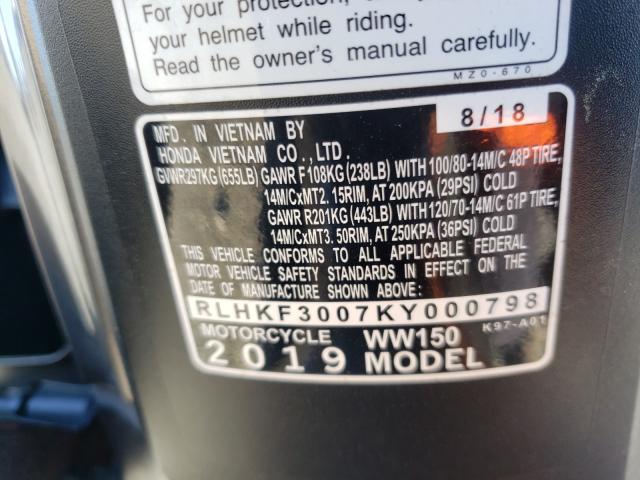 For your protection,
your helmet while riding.
Read the owner's manual carefully.
MZ0-670
8/18
MFD. IN VIETNAM BY
HONDA VIETNAM CO., LTD.
GVWR297KG (655LB) GAWR F108KG (238LB) WITH 100/80-14M/C 48P TIRE,
14M/CxMT2. 15RIM, AT 200KPA (29PSI) COLD
GAWR R201KG (443LB) WITH 120/70-14M/C 61P TIRE,
14M/CxMT3. 50RIM, AT 250KPA (36PSI) COLD
THIS VEHICLE CONFORMS TO ALL APPLICABLE FEDERAL
MOTOR VEHICLE SAFETY STANDARDS IN EFFECT ON THE
DATE OF MANUFACTURE SHOWN ABOVE.
RLHKF3007KY000798
MOTORCYCLE WW150 K97-A01
2019 MODEL